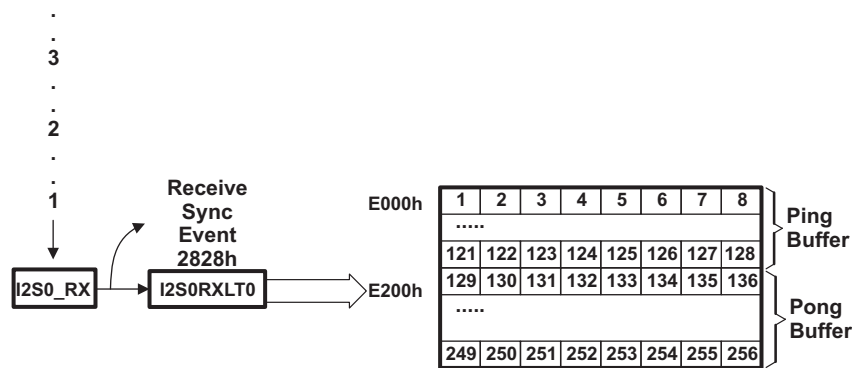 .
.
3
.
.
2
.
.
1
Receive
Sync
Event
2828h
I2S0_RX
I2S0RXLT0
E000h
1 2 3 4 5 6 7 8
.....
121 122 123 124 125 126 127 128
E200h
129 130 131 132 133 134 135 136
.....
249 250 251 252 253 254 255 256
Ping
Buffer
Pong
Buffer